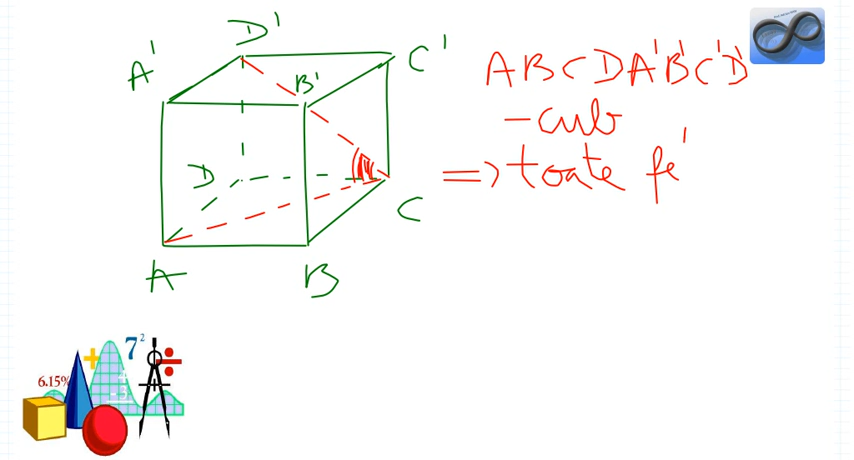 D'
C'
A'
B'
D
C
A
B
ABCDA'B'C'D'
-cub
=> toate fe
7²
6.15%
+
÷